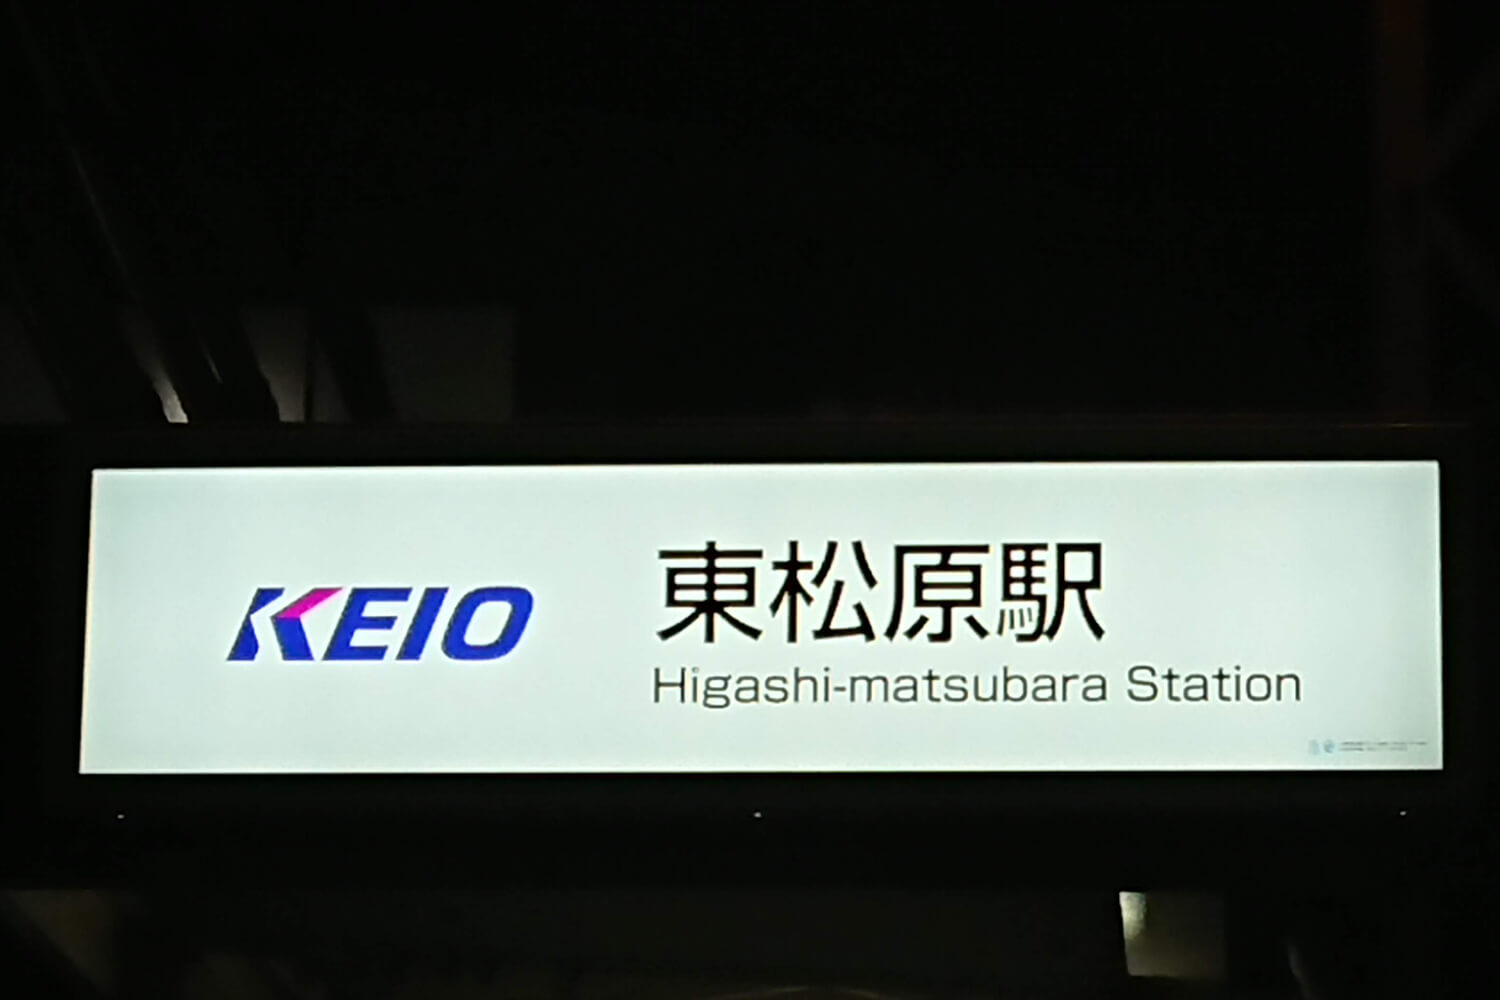 KEIO
東松原駅
Higashi-matsubara Station